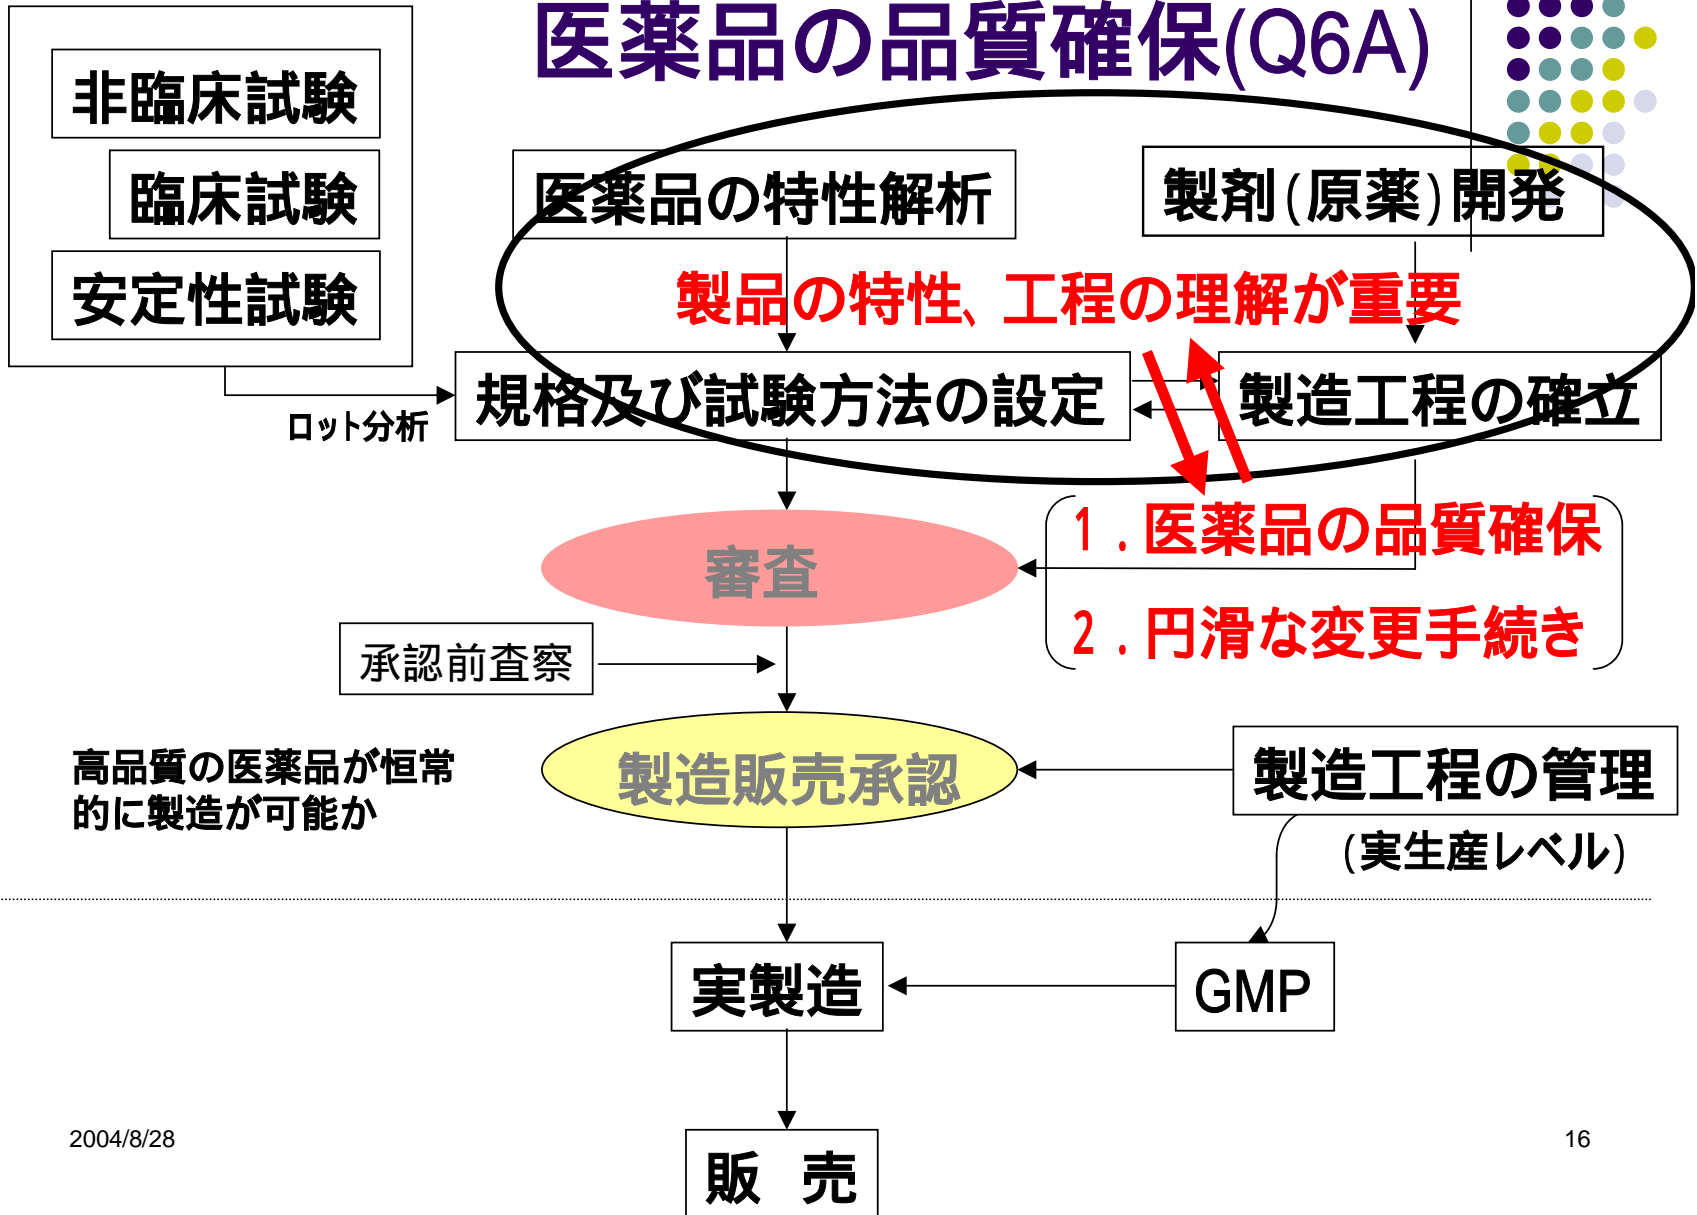 医薬品の品質確保(Q6A)
非臨床試験
臨床試験
安定性試験
医薬品の特性解析
製剤(原薬)開発
製品の特性、工程の理解が重要
規格及び試験方法の設定
製造工程の確立
ロット分析
1．医薬品の品質確保
2．円滑な変更手続き
審査
承認前査察
製造販売承認
製造工程の管理
(実生産レベル)
高品質の医薬品が恒常
的に製造が可能か
実製造
GMP
販 売
2004/8/28
16